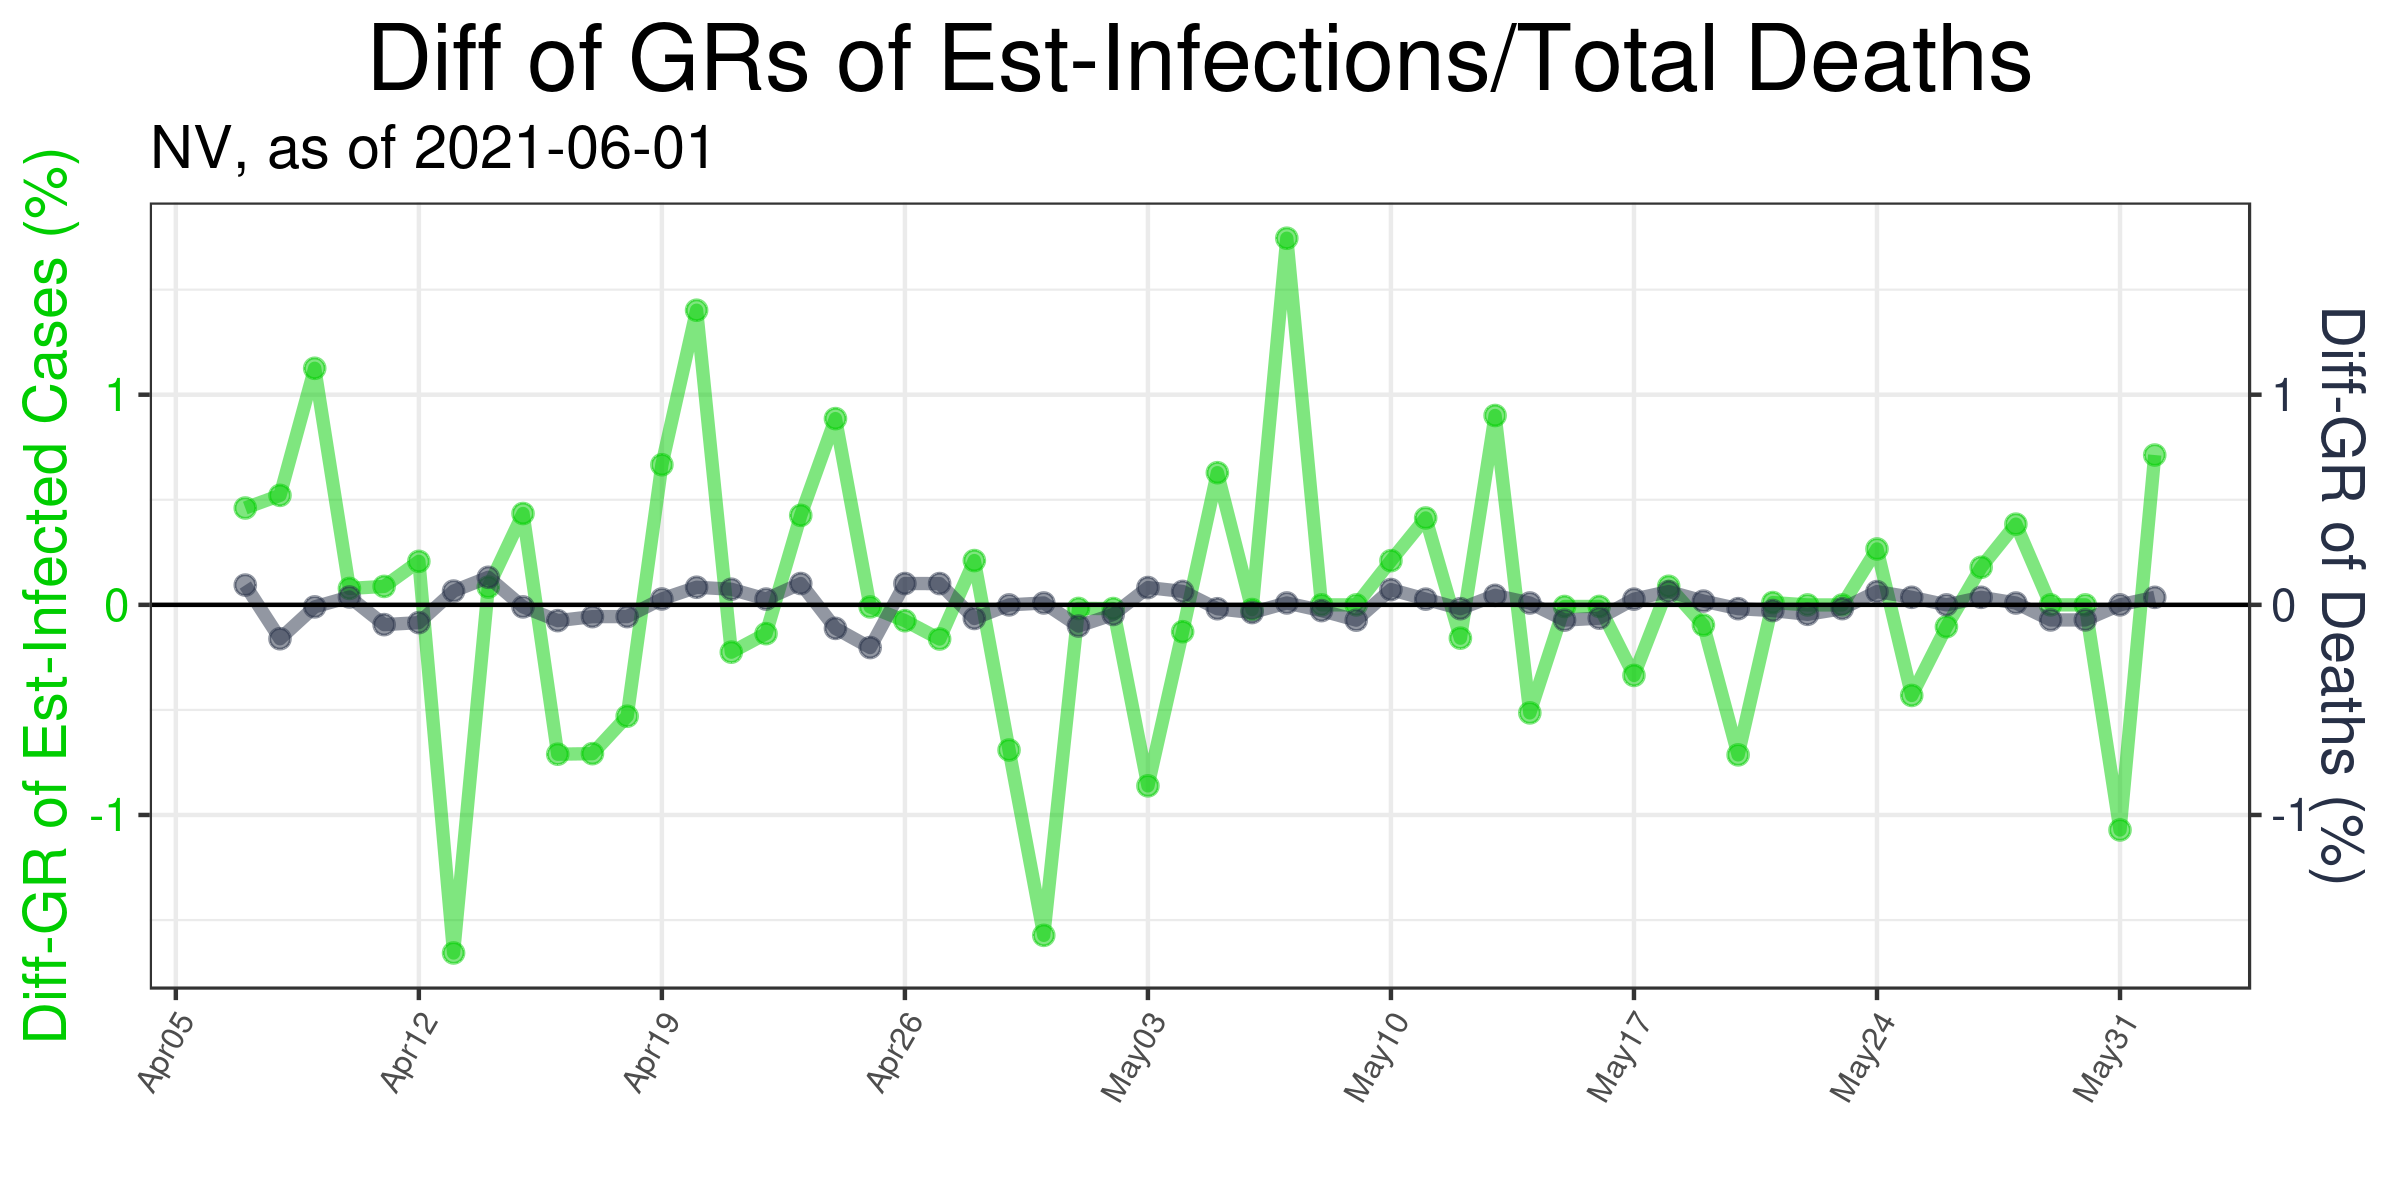 Diff of GRs of Est-Infections/Total Deaths
NV, as of 2021-06-01
Diff-GR of Est-Infected Cases (%)
1
0
-1
1
0
-1
Diff-GR of Deaths (%)
Apr05
Apr12
Apr19
Apr26
May03
May10
May17
May24
May31